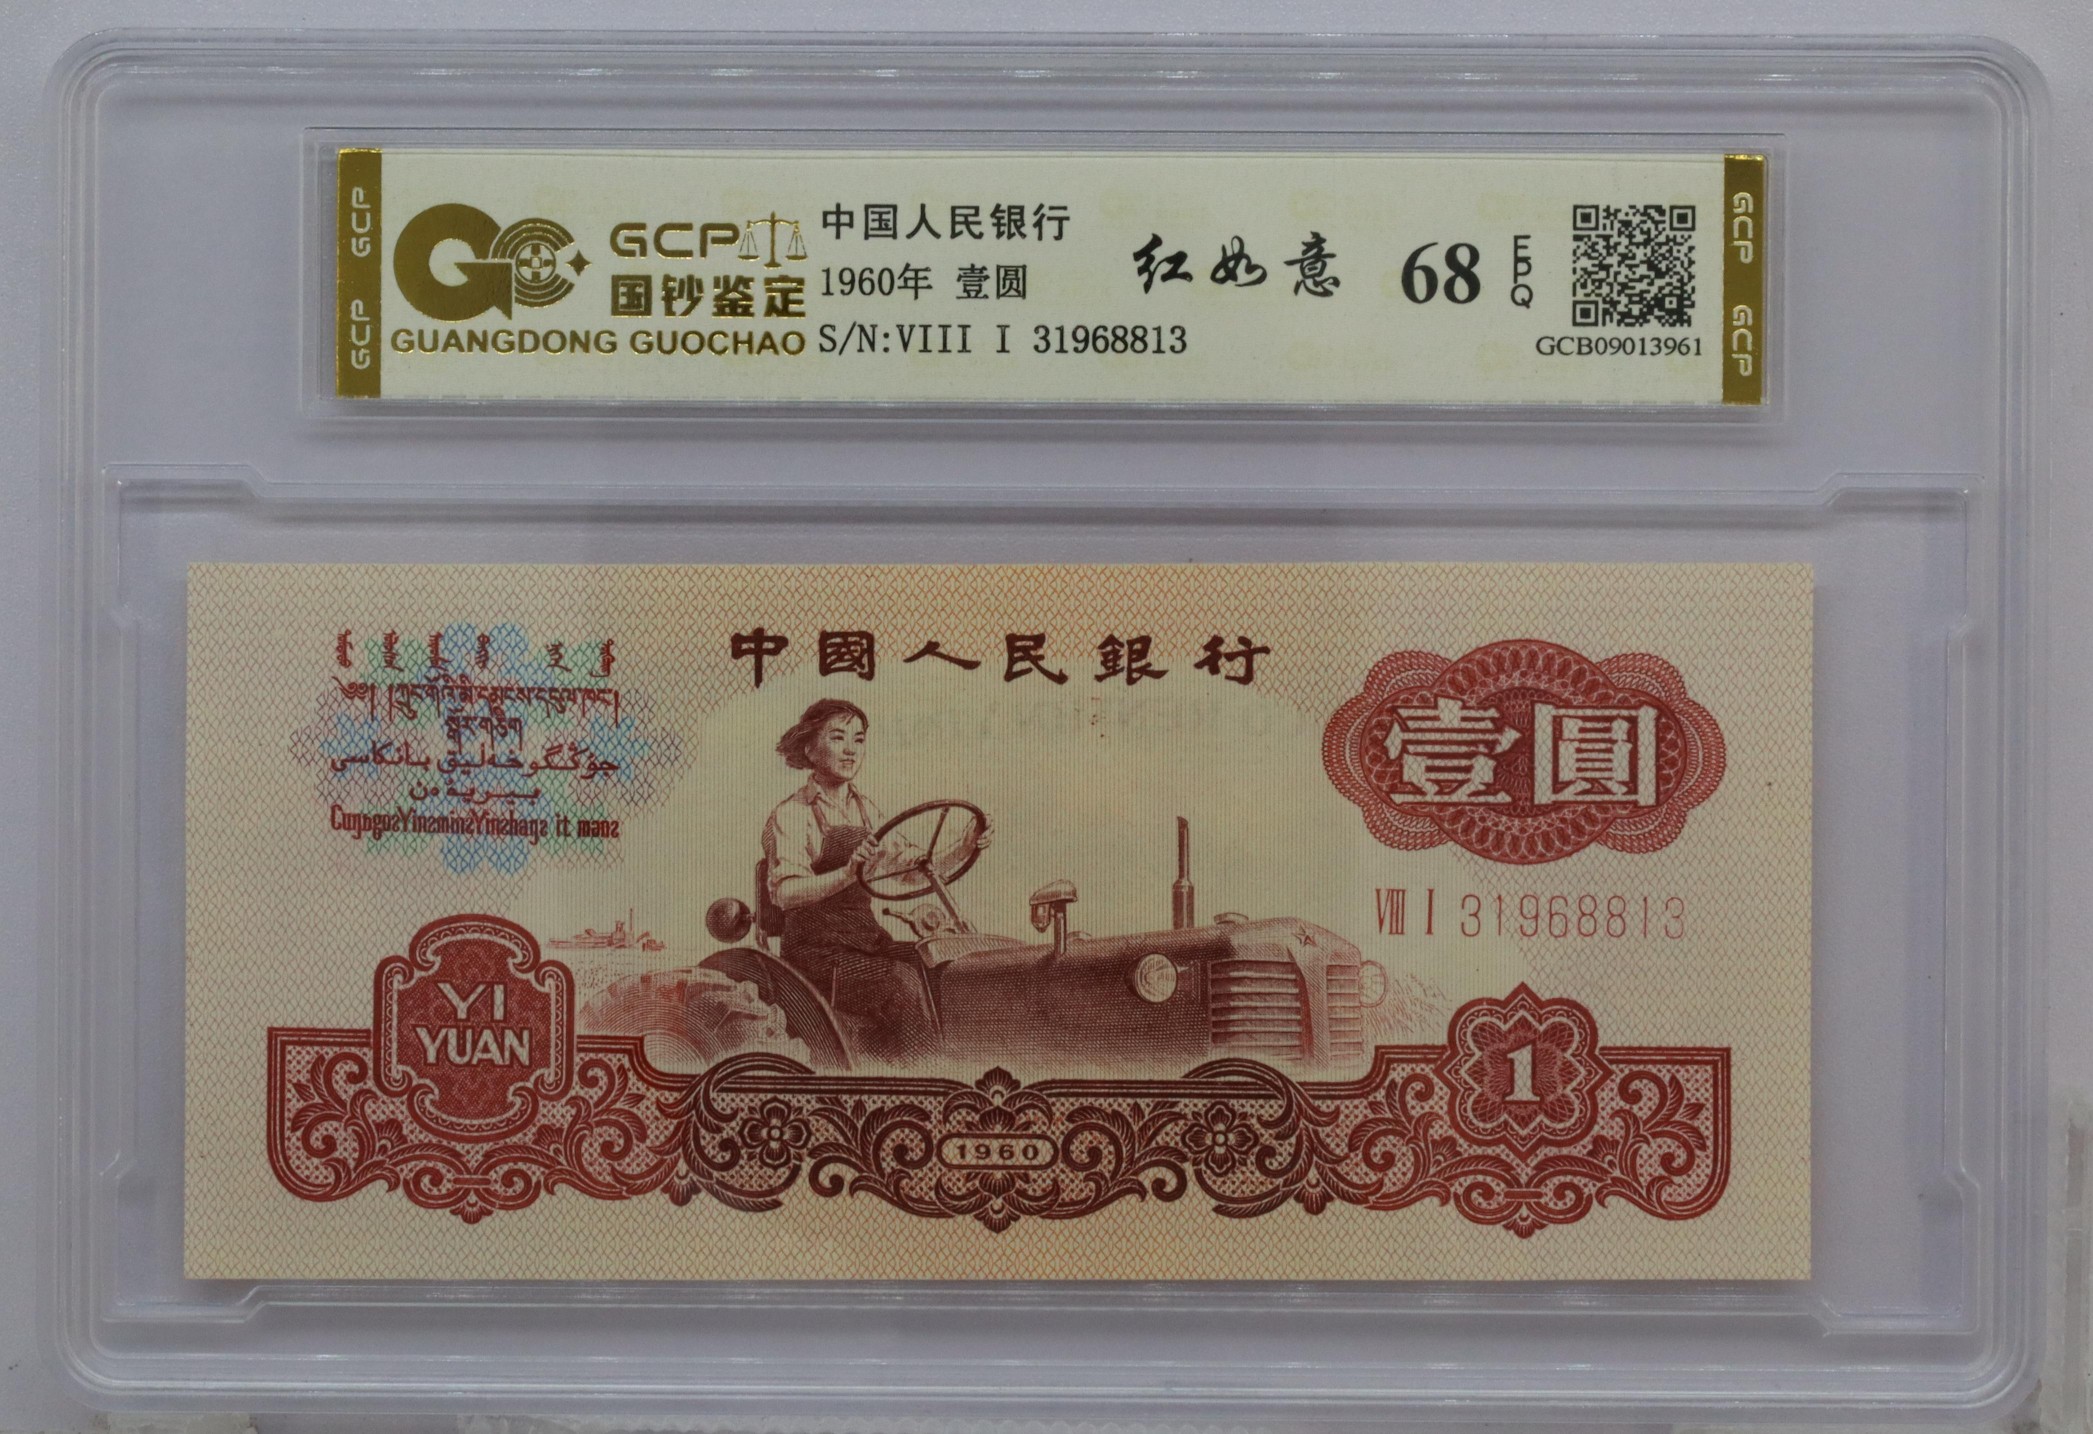 GCP GCP
GCP
国钞鉴定
GUANGDONG GUOCHAO
中国人民银行
1960年 壹圆
S/N:VIII I 31968813
红如意
68
EPQ
GCB09013961
GCP GCP
中國人民銀行
壹圓
VIII I 31968813
YI
YUAN
1960
1